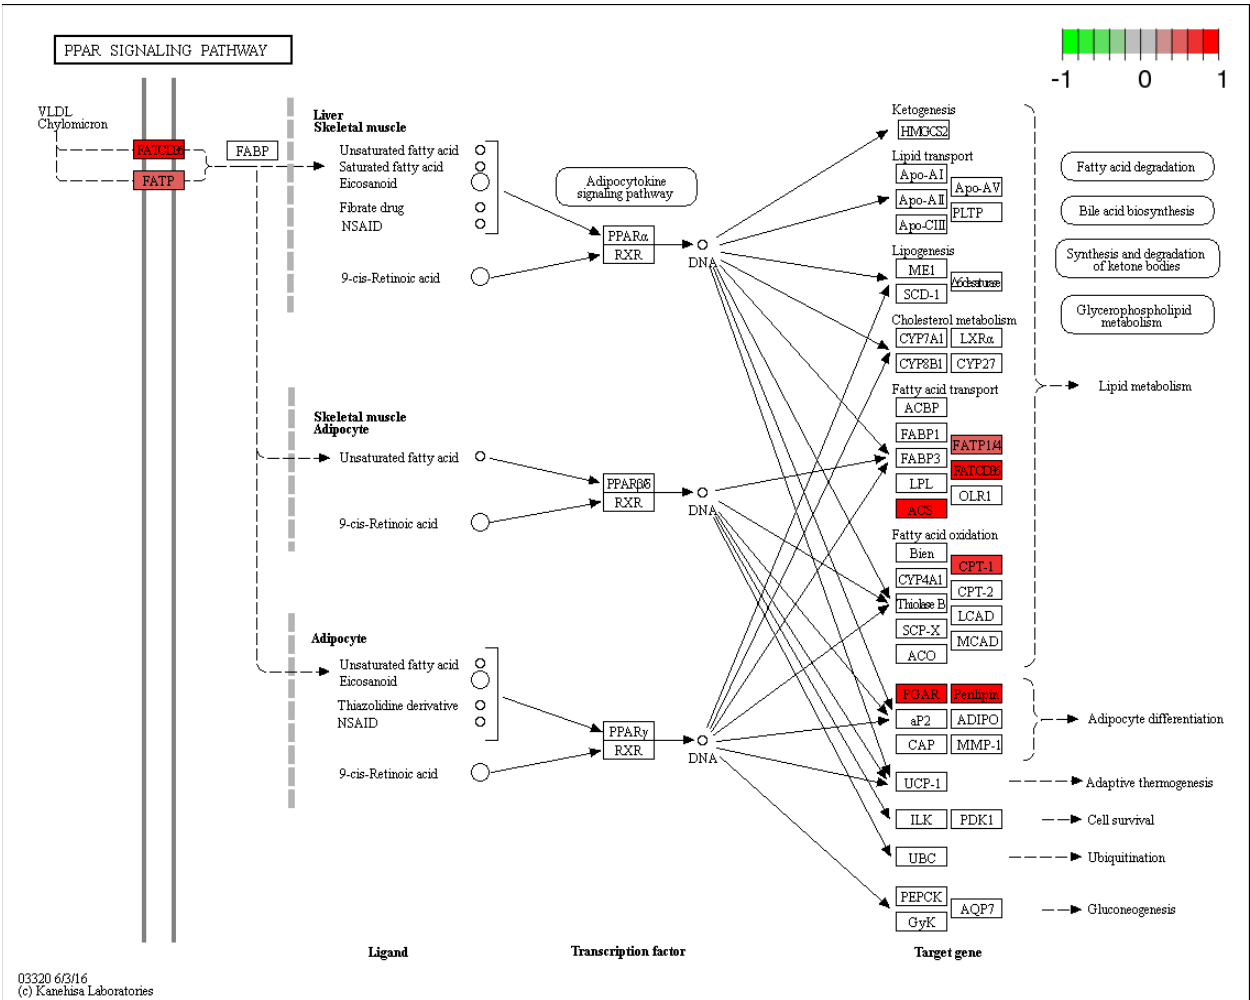 PPAR SIGNALING PATHWAY
-1 0 1
VLDL
Chylomicron
FATCD36
FATP
FABP
Liver
Skeletal muscle
Unsaturated fatty acid
Saturated fatty acid
Eicosanoid
Fibrate drug
NSAID
9-cis-Retinoic acid
Adipocytokine
signaling pathway
PPARα
RXR
DNA
Skeletal muscle
Adipocyte
Unsaturated fatty acid
9-cis-Retinoic acid
PPARβδ
RXR
DNA
Adipocyte
Unsaturated fatty acid
Eicosanoid
Thiazolidine derivative
NSAID
9-cis-Retinoic acid
PPARγ
RXR
DNA
Ketogenesis
HMGCS2
Lipid transport
Apo-AI
Apo-AV
Apo-AII
PLTP
Apo-CIII
Lipogenesis
ME1
Δ6desaturase
SCD-1
Cholesterol metabolism
CYP7A1 LXRα
CYP8B1 CYP27
Fatty acid transport
ACBP
FABP1
FATP1/4
FABP3
FATCD36
LPL
OLR1
ACS
Fatty acid oxidation
Bien
CPT-1
CYP4A1
CPT-2
Thiolase B
LCAD
SCP-X
MCAD
ACO
PGAR Perilipin
aP2 ADIPO
CAP MMP-1
UCP-1
ILK PDK1
UBC
PEPCK
AQP7
GyK
Fatty acid degradation
Bile acid biosynthesis
Synthesis and degradation
of ketone bodies
Glycerophospholipid
metabolism
Lipid metabolism
Adipocyte differentiation
Adaptive thermogenesis
Cell survival
Ubiquitination
Gluconeogenesis
Ligand
Transcription factor
Target gene
03320 6/3/16
(c) Kanehisa Laboratories